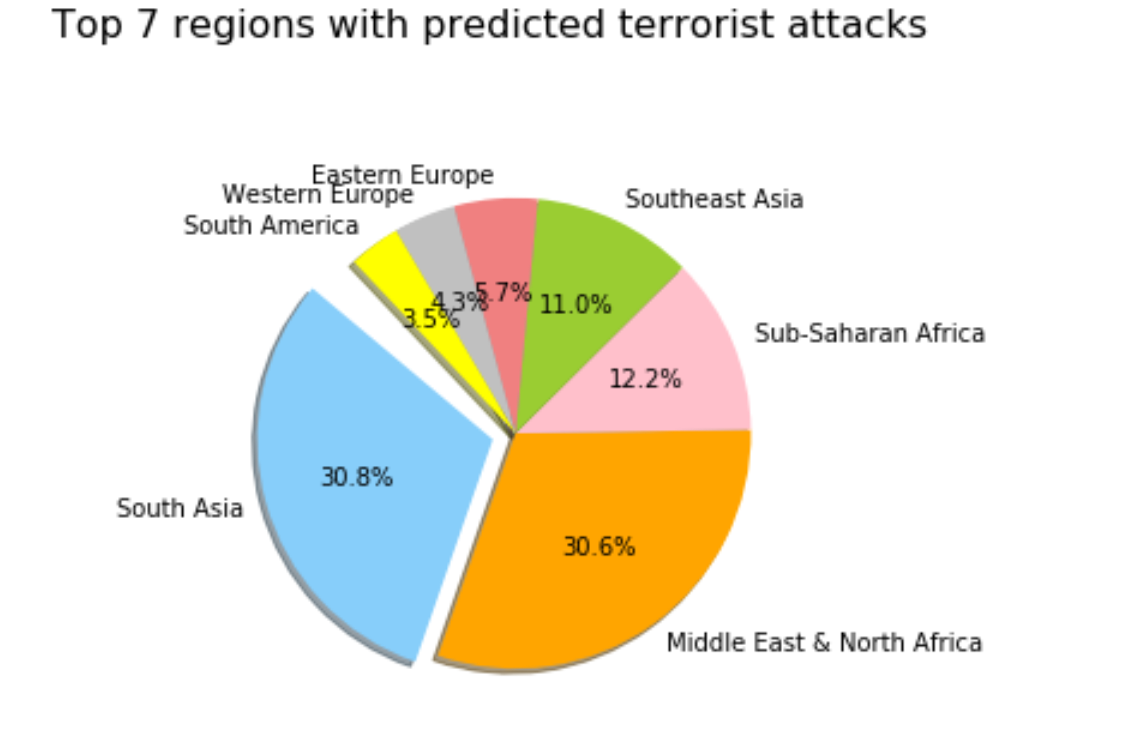 Top 7 regions with predicted terrorist attacks
Eastern Europe
Western Europe
Southeast Asia
South America
5.7%
4.3%
11.0%
3.5%
Sub-Saharan Africa
12.2%
30.8%
South Asia
30.6%
Middle East & North Africa